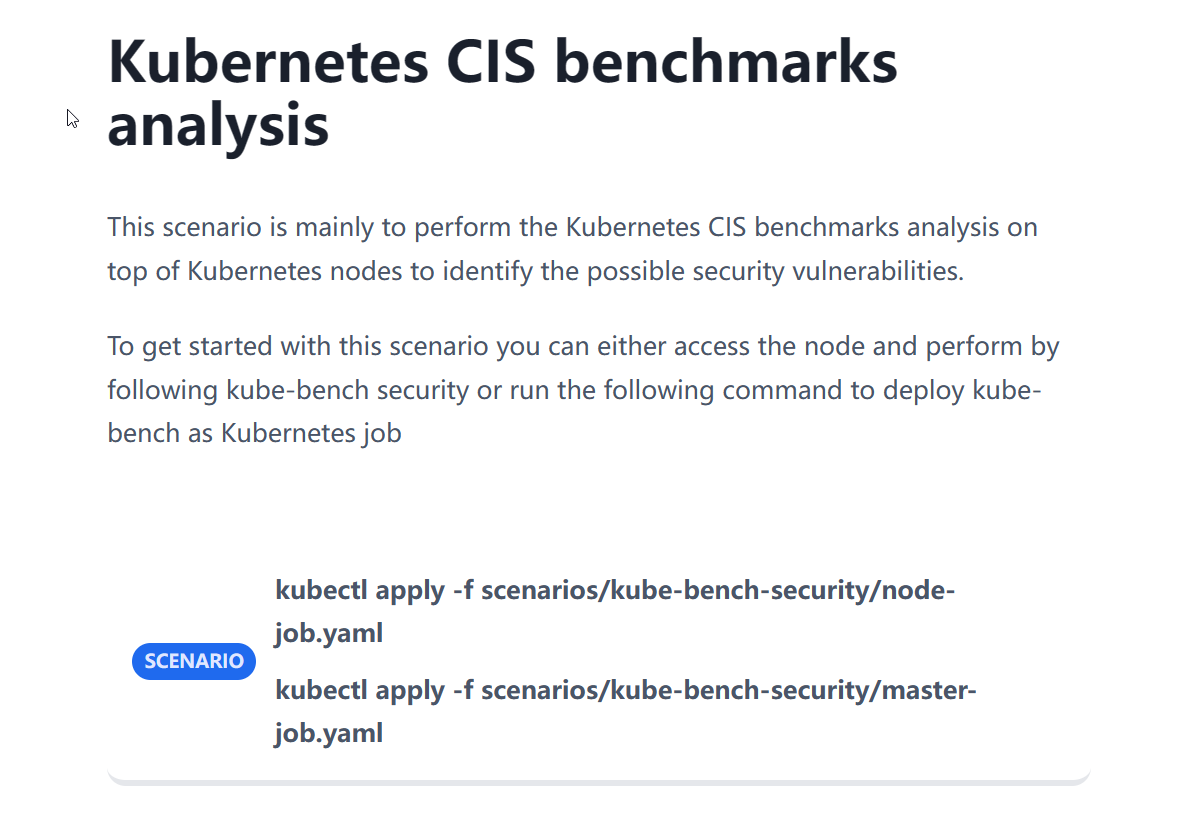 Kubernetes CIS benchmarks
analysis
This scenario is mainly to perform the Kubernetes CIS benchmarks analysis on
top of Kubernetes nodes to identify the possible security vulnerabilities.
To get started with this scenario you can either access the node and perform by
following kube-bench security or run the following command to deploy kube-
bench as Kubernetes job
SCENARIO
kubectl apply -f scenarios/kube-bench-security/node-
job.yaml
kubectl apply -f scenarios/kube-bench-security/master-
job.yaml